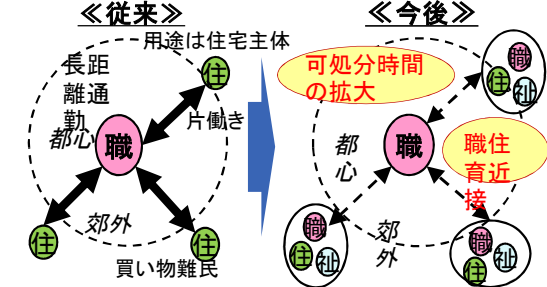 ≪従来≫
用途は住宅主体
長距
離通
勤
住
片働き
都心
職
郊外
住
住
買い物難民
≪今後≫
可処分時間
の拡大
職
住
祉
職住
育近
接
都
心
職
郊
外
職
住
祉
職
住
祉